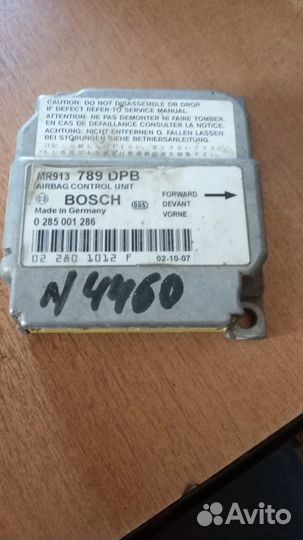 CAUTION: DO NOT DISASSEMBLE OR DROP.
IF DEFECT REFER TO SERVICE MANUAL.
ATTENTION: NE PAS DEMONTER NI FAIRE TOMBER.
EN CAS DE DEFAILLANCE CONSULTER LA NOTICE.
ACHTUNG: NICHT ENTFERNEN O. FALLEN LASSEN.
BEI STÖRUNGEN SIEHE BETRIEBSANLEITUNG.
MR913 789 DPB
AIRBAG CONTROL UNIT
BOSCH
Made in Germany
0 285 001 286
FORWARD
DEVANT
VORNE
02 280 1012 F
02-10-07
N 4460
Avito